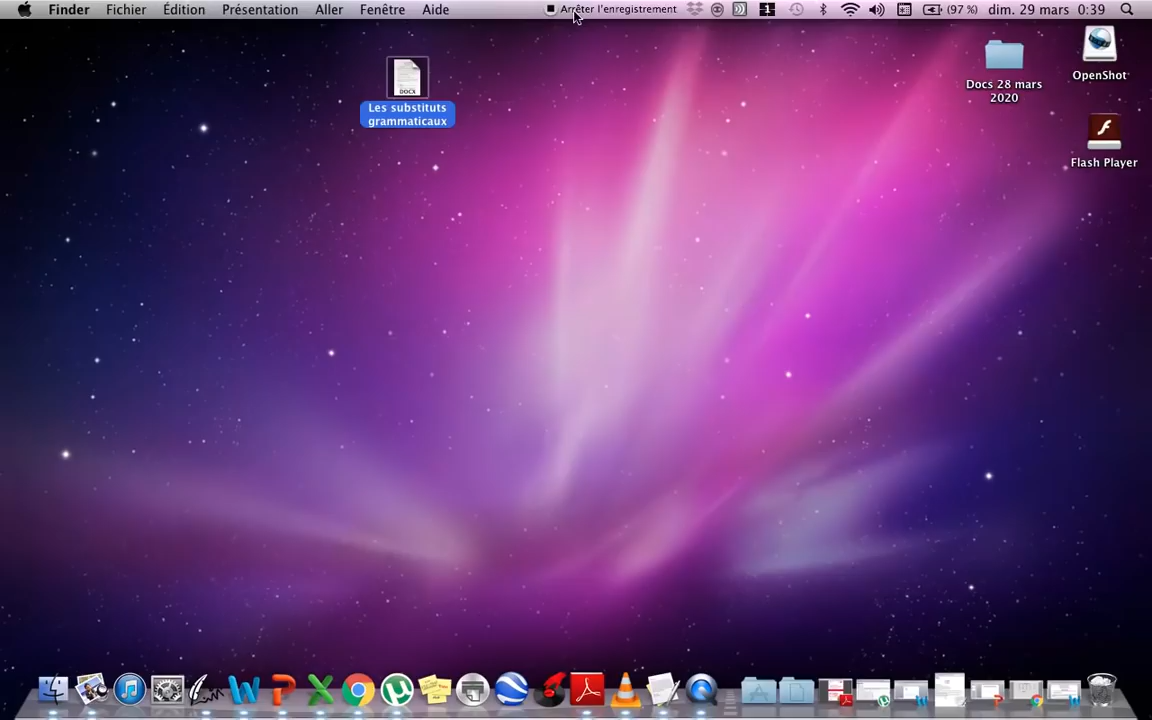 Finder Fichier Édition Présentation Aller Fenêtre Aide Arrêter l'enregistrement 1 (97 %) dim. 29 mars 0:39
DOCX
Les substituts
grammaticaux
Docs 28 mars
2020
OpenShot
Flash Player